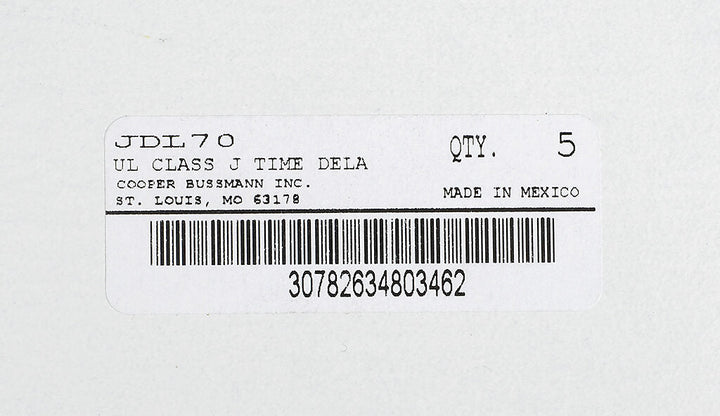 JDL70
QTY. 5
UL CLASS J TIME DELA
COOPER BUSSMANN INC.
ST. LOUIS, MO 63178
MADE IN MEXICO
30782634803462